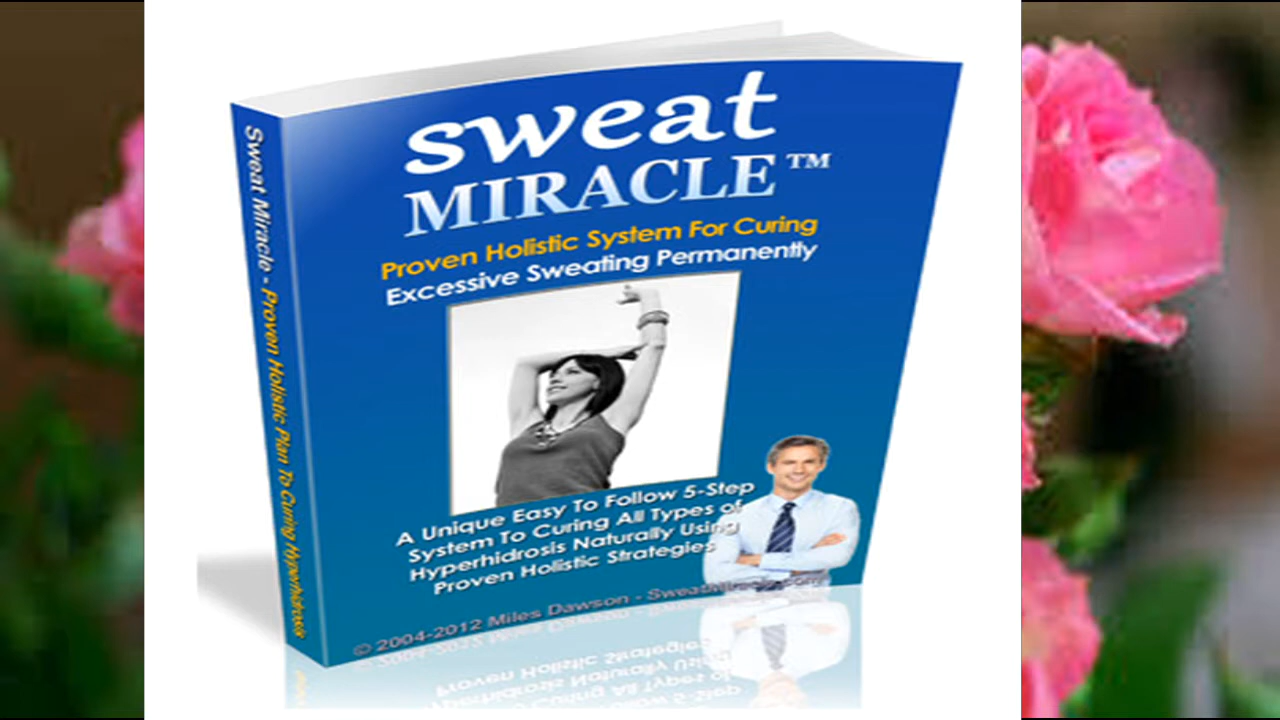 sweat
MIRACLE™
Proven Holistic System For Curing
Excessive Sweating Permanently
A Unique Easy To Follow 5-Step
System To Curing All Types of
Hyperhidrosis Naturally Using
Proven Holistic Strategies
© 2004-2012 Miles Dawson - SweatMiracle.com
Sweat Miracle - Proven Holistic Plan To Curing Hyperhidrosis